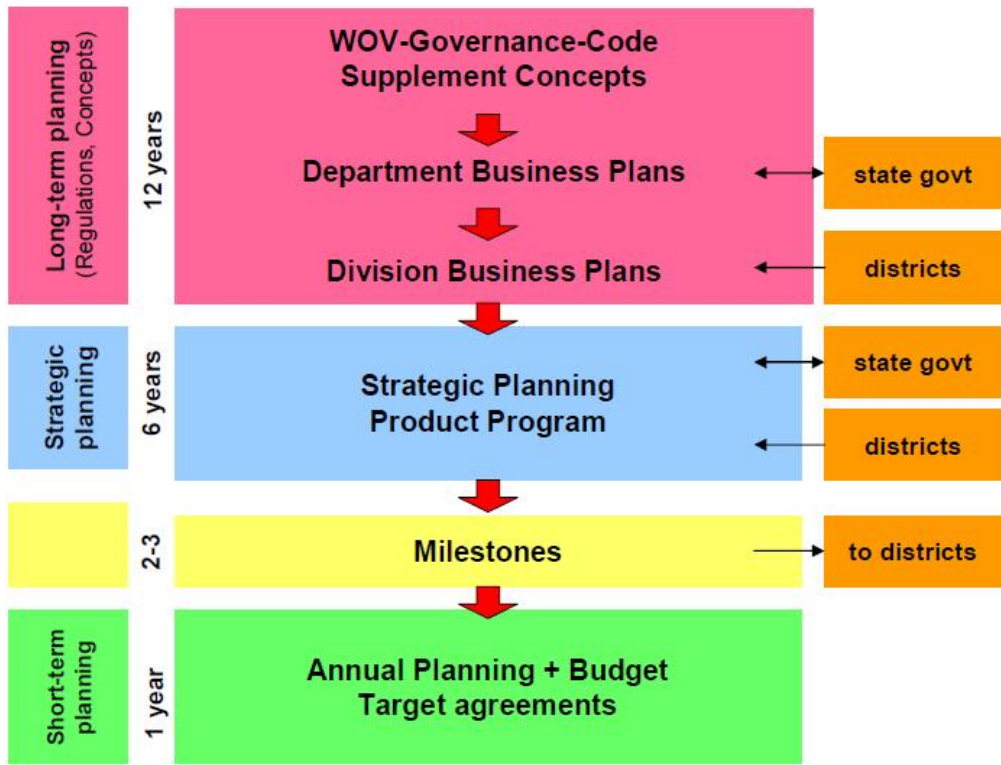 Long-term planning
(Regulations, Concepts)
12 years
WOV-Governance-Code
Supplement Concepts
Department Business Plans
state govt
Division Business Plans
districts
Strategic
planning
6 years
Strategic Planning
Product Program
state govt
districts
2-3
Milestones
to districts
Short-term
planning
1 year
Annual Planning + Budget
Target agreements